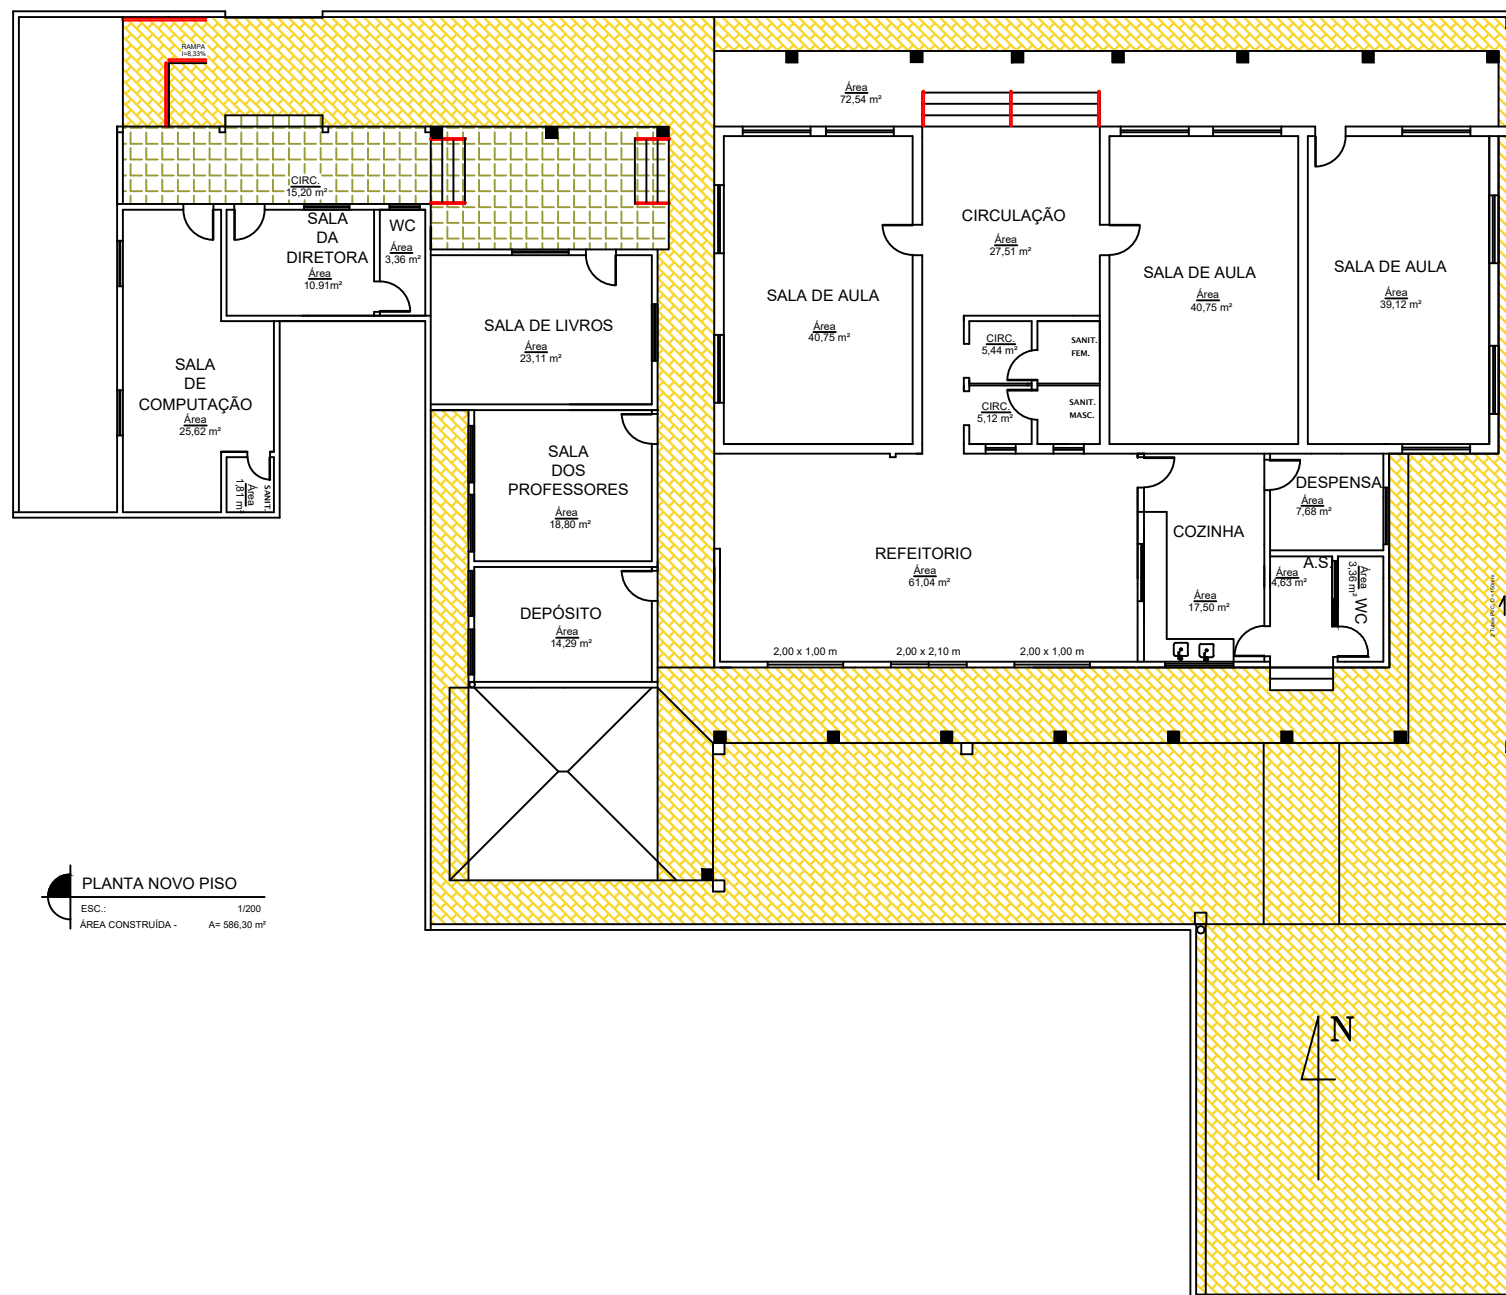 RAMPA
I=8.33%
Área
72,54 m²
CIRC.
15,20 m²
SALA
DA
DIRETORA
Área
10.91m²
WC
Área
3,36 m²
CIRCULAÇÃO
Área
27,51 m²
SALA DE AULA
Área
40,75 m²
SALA DE AULA
Área
40,75 m²
SALA DE AULA
Área
39,12 m²
SALA DE LIVROS
Área
23,11 m²
CIRC.
5,44 m²
SANIT.
FEM.
CIRC.
5,12 m²
SANIT.
MASC.
SALA
DE
COMPUTAÇÃO
Área
25,62 m²
SANIT.
Área
1,81 m²
SALA
DOS
PROFESSORES
Área
18,80 m²
DESPENSA
Área
7,68 m²
COZINHA
Área
17,50 m²
REFEITORIO
Área
61,04 m²
A.S.
Área
4,63 m²
Área
3,36 m²
WC
DEPÓSITO
Área
14,29 m²
2,00 x 1,00 m
2,00 x 2,10 m
2,00 x 1,00 m
PLANTA NOVO PISO
ESC.: 1/200
ÁREA CONSTRUÍDA - A= 586,30 m²
N